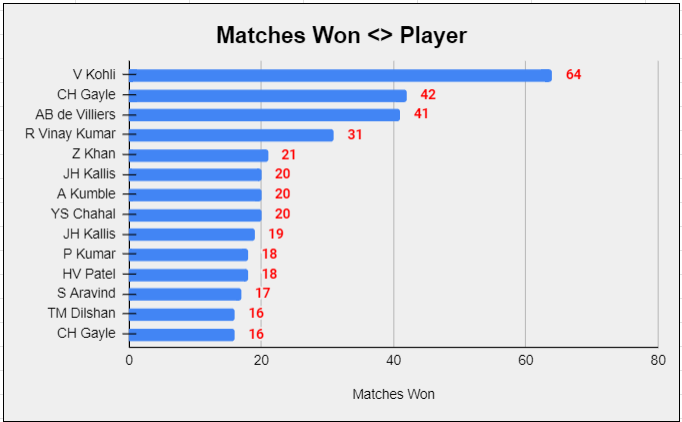 Matches Won <> Player
V Kohli 64
CH Gayle 42
AB de Villiers 41
R Vinay Kumar 31
Z Khan 21
JH Kallis 20
A Kumble 20
YS Chahal 20
JH Kallis 19
P Kumar 18
HV Patel 18
S Aravind 17
TM Dilshan 16
CH Gayle 16
0 20 40 60 80
Matches Won